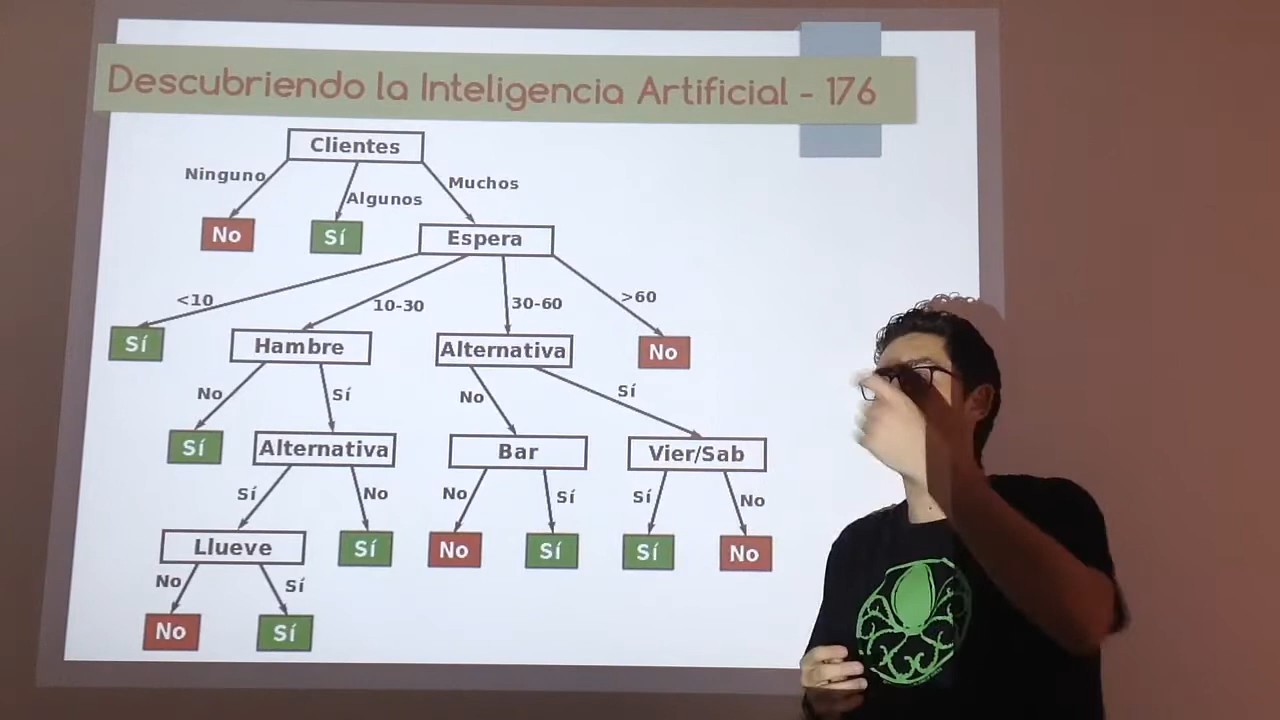 Descubriendo la Inteligencia Artificial - 176
Clientes
Ninguno
Algunos
Muchos
No
Sí
Espera
<10
10-30
30-60
>60
Sí
Hambre
Alternativa
No
No
Sí
No
Sí
Sí
Alternativa
Bar
Vier/Sab
Sí
No
No
Sí
Sí
No
Llueve
Sí
No
Sí
Sí
No
No
Sí
No
Sí